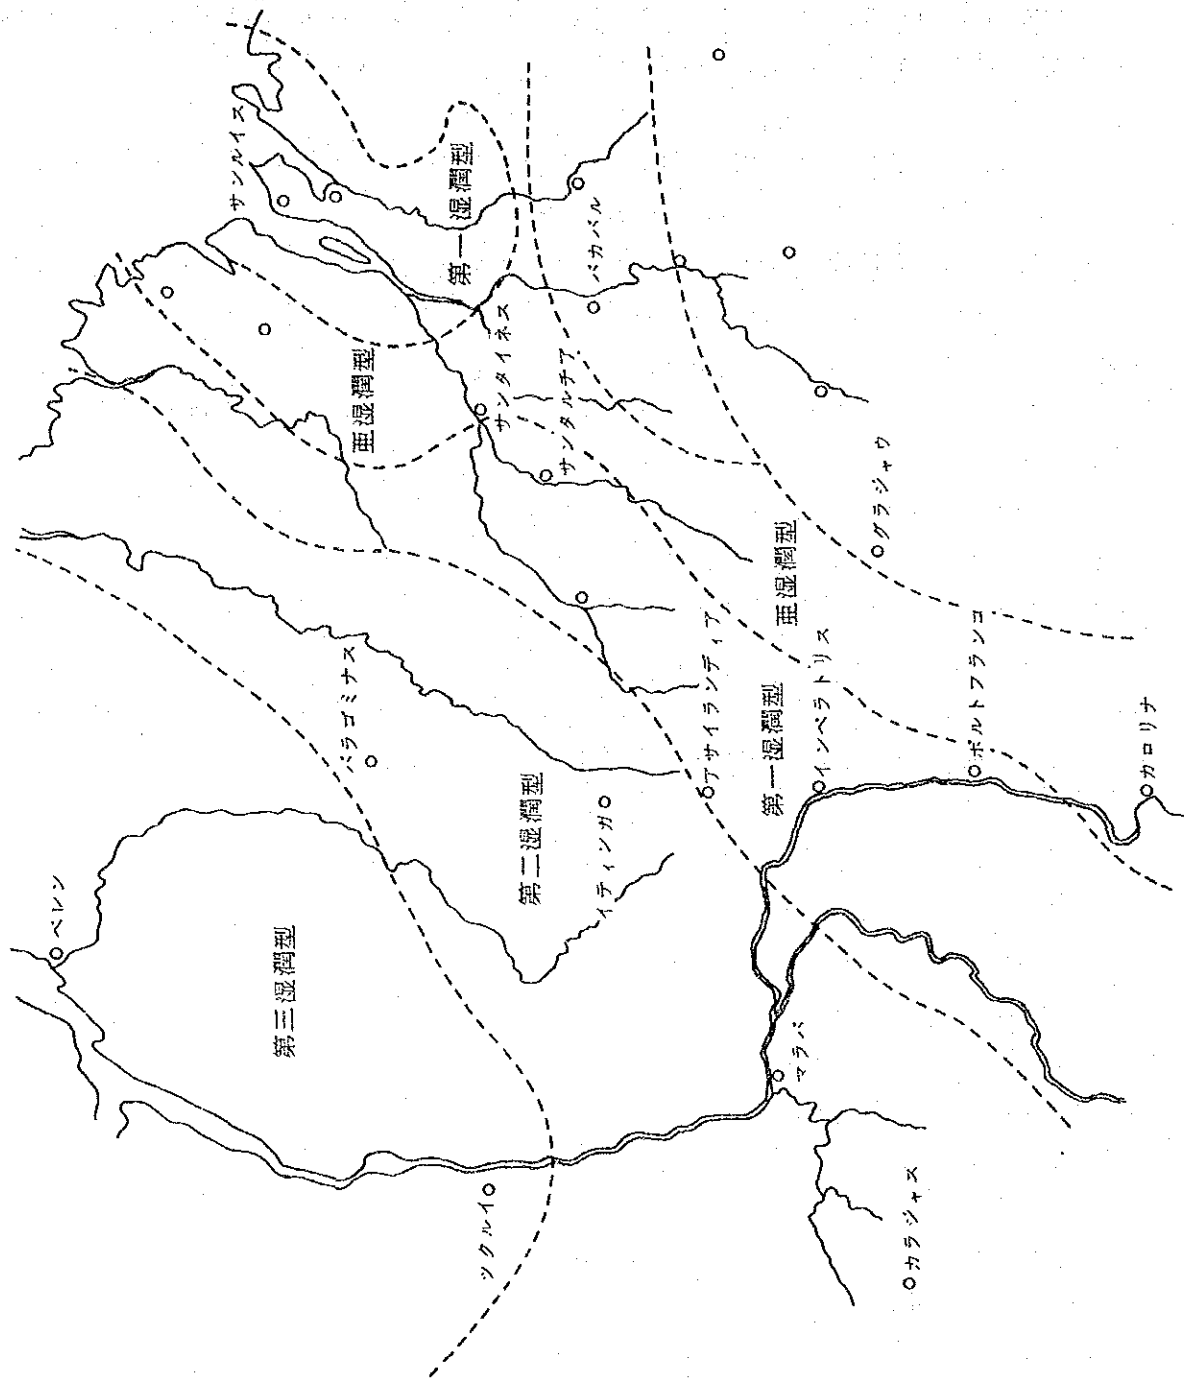 サンルイス
第一湿潤型
バカバル
亜湿潤型
サンタイネス
サンタルチア
グラジャウ
亜湿潤型
パラゴミナス
アサイランディア
第一湿潤型
インペラトリス
ポルトフランコ
カロリナ
第二湿潤型
イティンガ
ベレン
第三湿潤型
マラバ
ツクルイ
カラジャス